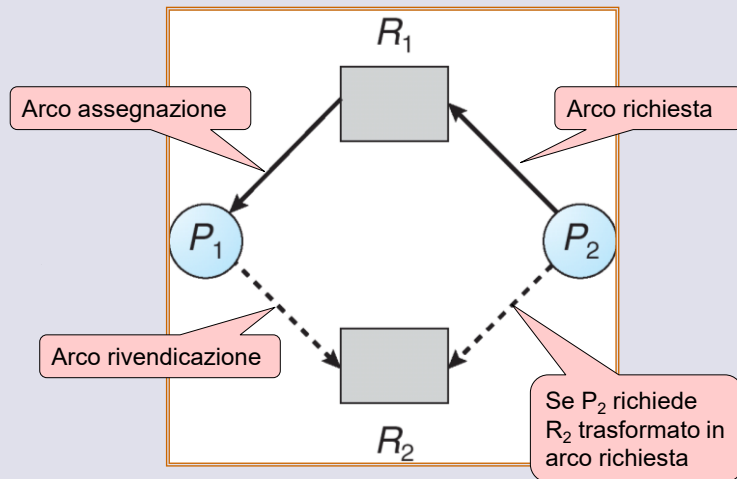 R₁
Arco assegnazione
Arco richiesta
P₁
P₂
Arco rivendicazione
Se P₂ richiede
R₂ trasformato in
arco richiesta
R₂